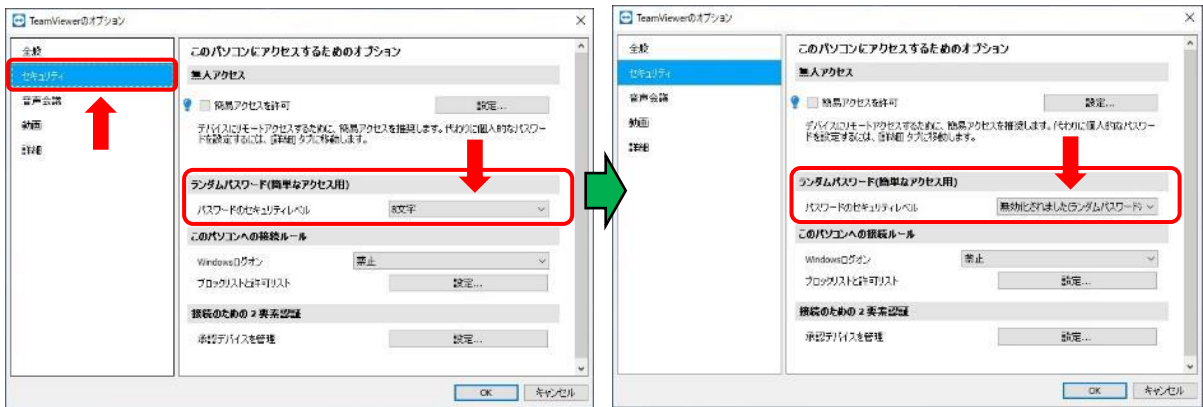 TeamViewerのオプション
全般
セキュリティ
音声会議
動画
詳細
このパソコンにアクセスするためのオプション
無人アクセス
簡易アクセスを許可
設定...
デバイスにリモートアクセスするために、簡易アクセスを推奨します。代わりに個人的なパスワー
ドを設定するには、[詳細] タブに移動します。
ランダムパスワード(簡単なアクセス用)
パスワードのセキュリティレベル
8文字
このパソコンへの接続ルール
Windowsログオン
禁止
ブロックリストと許可リスト
設定...
接続のための 2 要素認証
承認デバイスを管理
設定...
OK
キャンセル
TeamViewerのオプション
全般
セキュリティ
音声会議
動画
詳細
このパソコンにアクセスするためのオプション
無人アクセス
簡易アクセスを許可
設定...
デバイスにリモートアクセスするために、簡易アクセスを推奨します。代わりに個人的なパスワー
ドを設定するには、[詳細] タブに移動します。
ランダムパスワード(簡単なアクセス用)
パスワードのセキュリティレベル
無効化されました(ランダムパスワード
このパソコンへの接続ルール
Windowsログオン
禁止
ブロックリストと許可リスト
設定...
接続のための 2 要素認証
承認デバイスを管理
設定...
OK
キャンセル